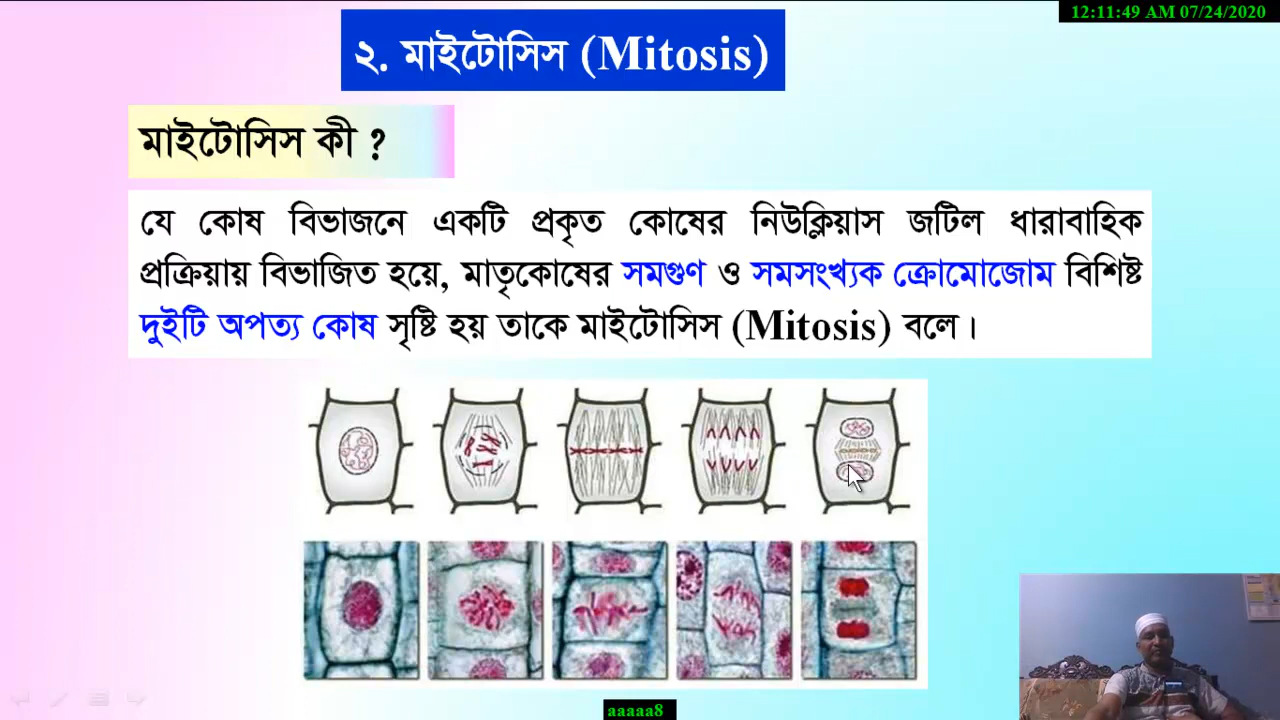 12:11:49 AM 07/24/2020
২. মাইটোসিস (Mitosis)
মাইটোসিস কী ?
যে কোষ বিভাজনে একটি প্রকৃত কোষের নিউক্লিয়াস জটিল ধারাবাহিক
প্রক্রিয়ায় বিভাজিত হয়ে, মাতৃকোষের সমগুণ ও সমসংখ্যক ক্রোমোজোম বিশিষ্ট
দুইটি অপত্য কোষ সৃষ্টি হয় তাকে মাইটোসিস (Mitosis) বলে।
aaaaa8